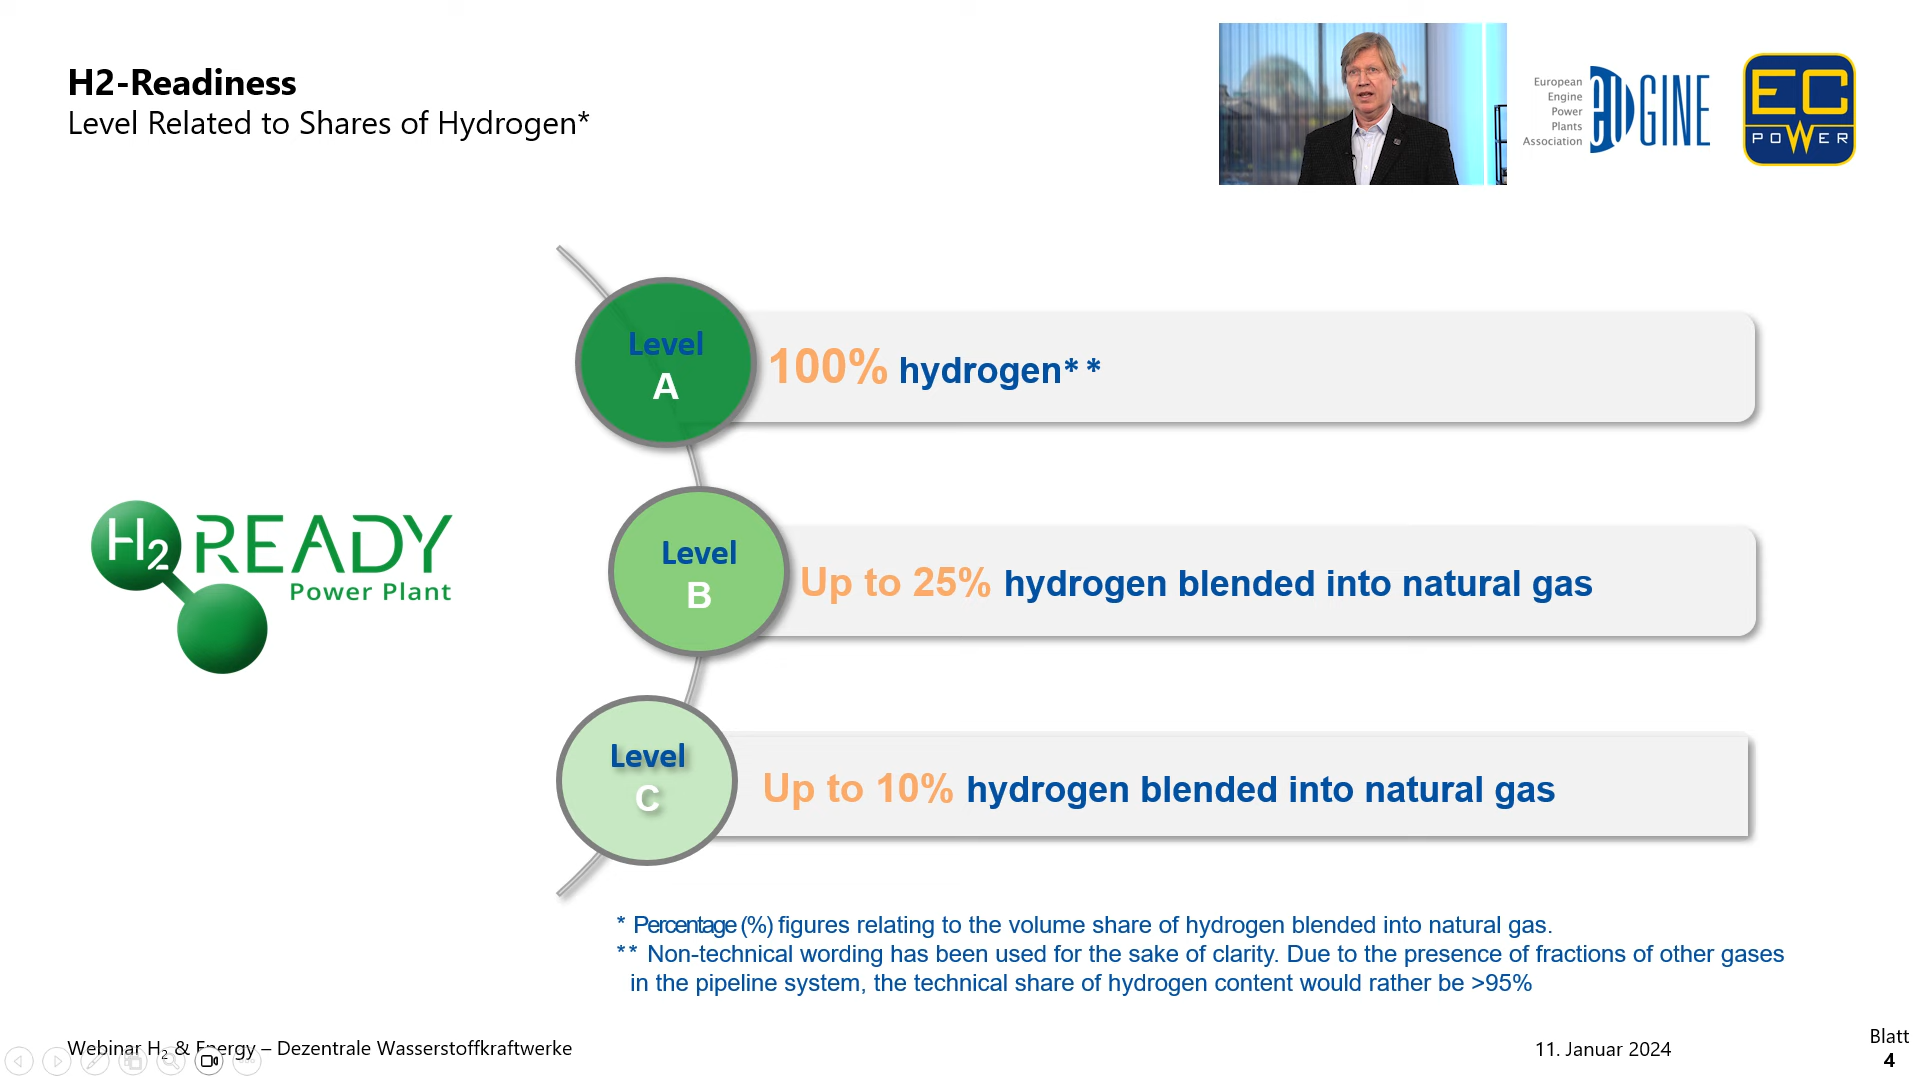 H2-Readiness
Level Related to Shares of Hydrogen*
European
Engine
Power
Plants
Association
euGINE
EC
POWER
Level
A
100% hydrogen**
H2 READY
Power Plant
Level
B
Up to 25% hydrogen blended into natural gas
Level
C
Up to 10% hydrogen blended into natural gas
* Percentage (%) figures relating to the volume share of hydrogen blended into natural gas.
** Non-technical wording has been used for the sake of clarity. Due to the presence of fractions of other gases
in the pipeline system, the technical share of hydrogen content would rather be >95%
Webinar H₂ & Energy – Dezentrale Wasserstoffkraftwerke
11. Januar 2024
Blatt
4